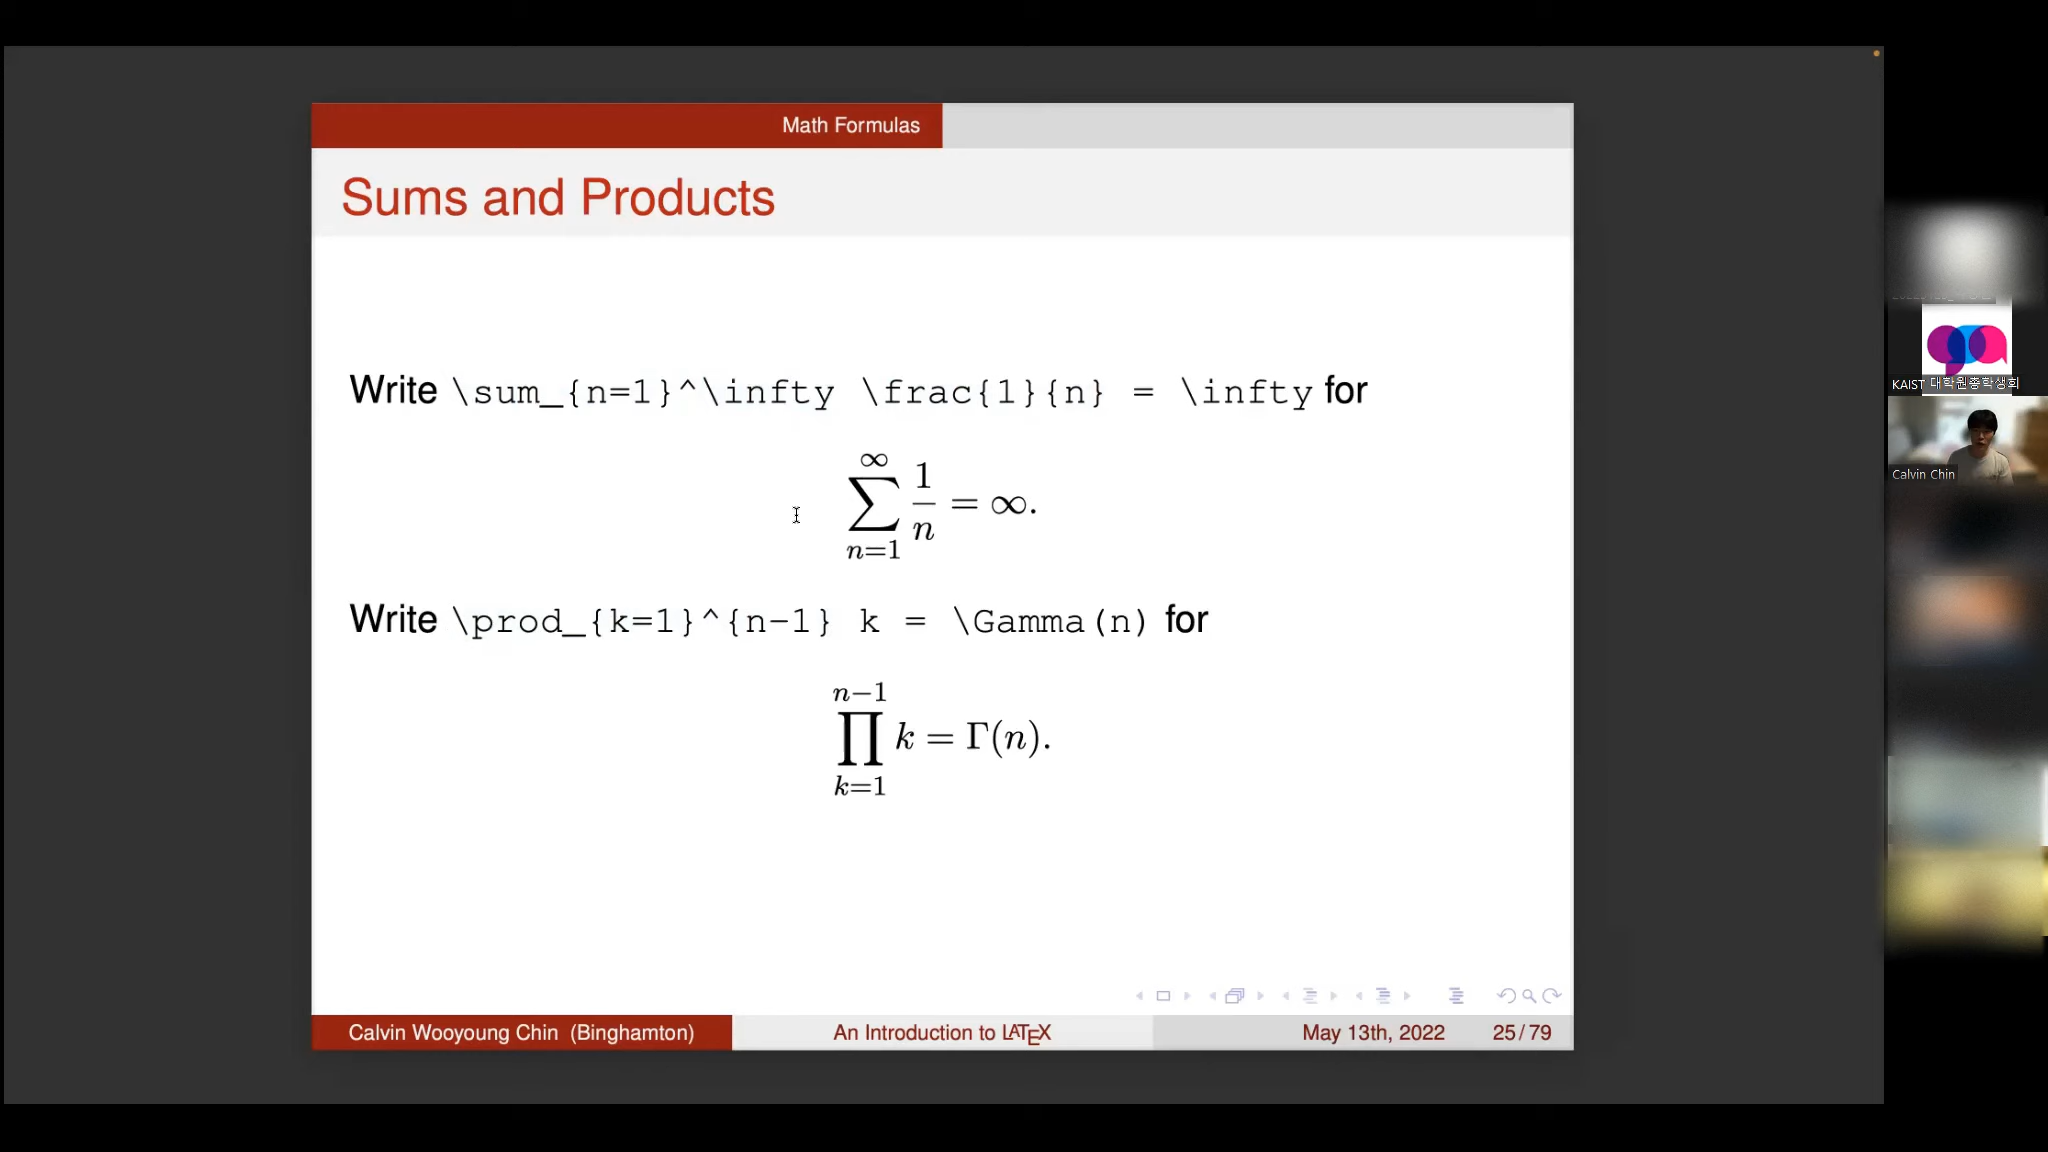 Math Formulas
Sums and Products
Write \sum_{n=1}^\infty \frac{1}{n} = \infty for
∞
∑ 1/n = ∞.
n=1
Write \prod_{k=1}^{n-1} k = \Gamma(n) for
n−1
∏ k = Γ(n).
k=1
Calvin Wooyoung Chin (Binghamton)
An Introduction to LATEX
May 13th, 2022
25/79
KAIST 대학원총학생회
Calvin Chin